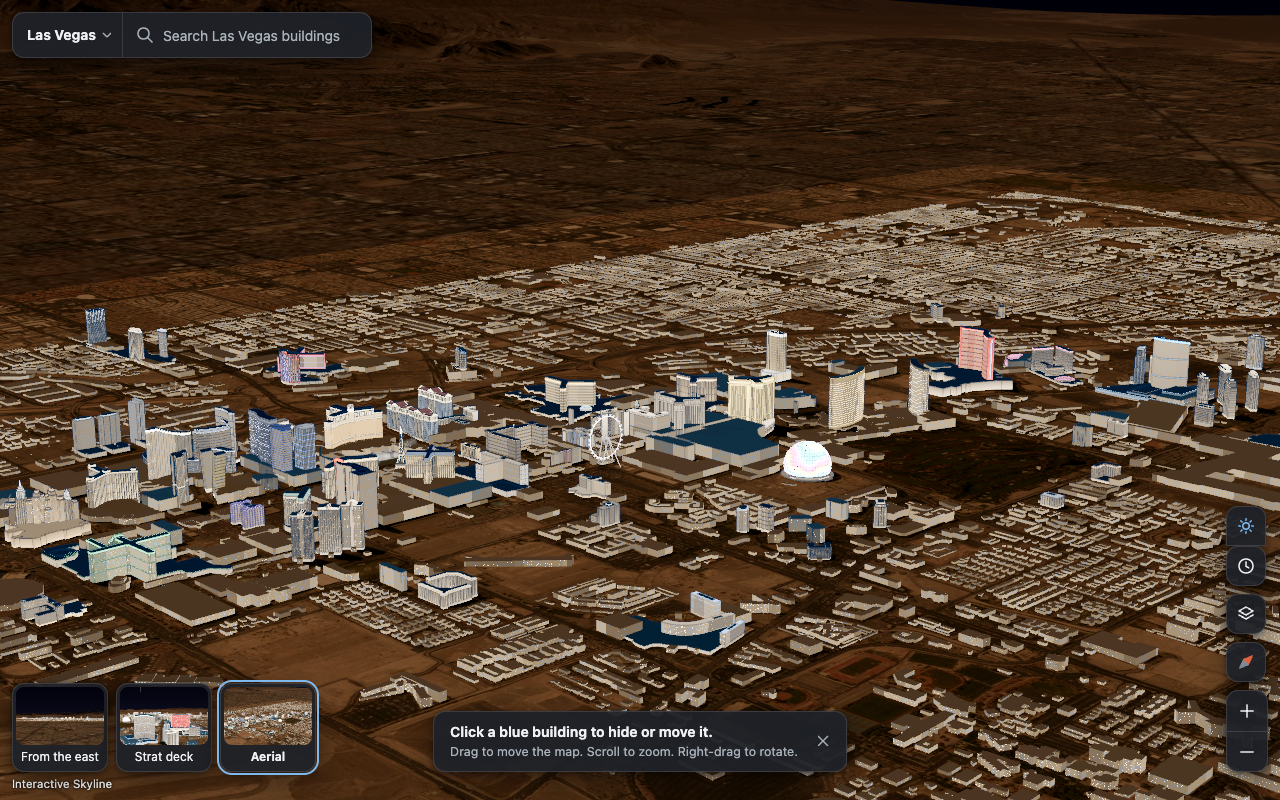 Las Vegas
Search Las Vegas buildings
From the east
Strat deck
Aerial
Click a blue building to hide or move it.
Drag to move the map. Scroll to zoom. Right-drag to rotate.
Interactive Skyline